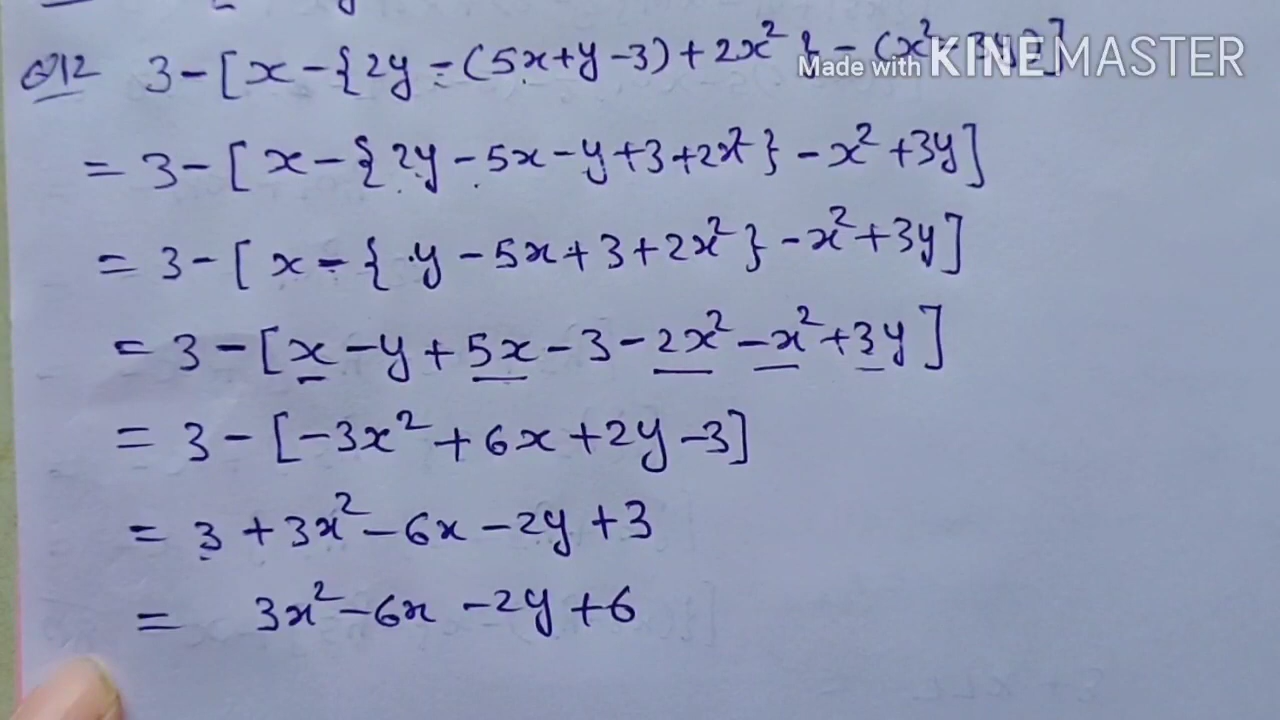 Q12 3-[x-{2y-(5x+y-3)+2x²}-(x²-3y)]
Made with KINEMASTER
= 3-[x-{2y-5x-y+3+2x²}-x²+3y]
= 3-[x-{y-5x+3+2x²}-x²+3y]
= 3-[x-y+5x-3-2x²-x²+3y]
= 3-[-3x²+6x+2y-3]
= 3+3x²-6x-2y+3
= 3x²-6x-2y+6